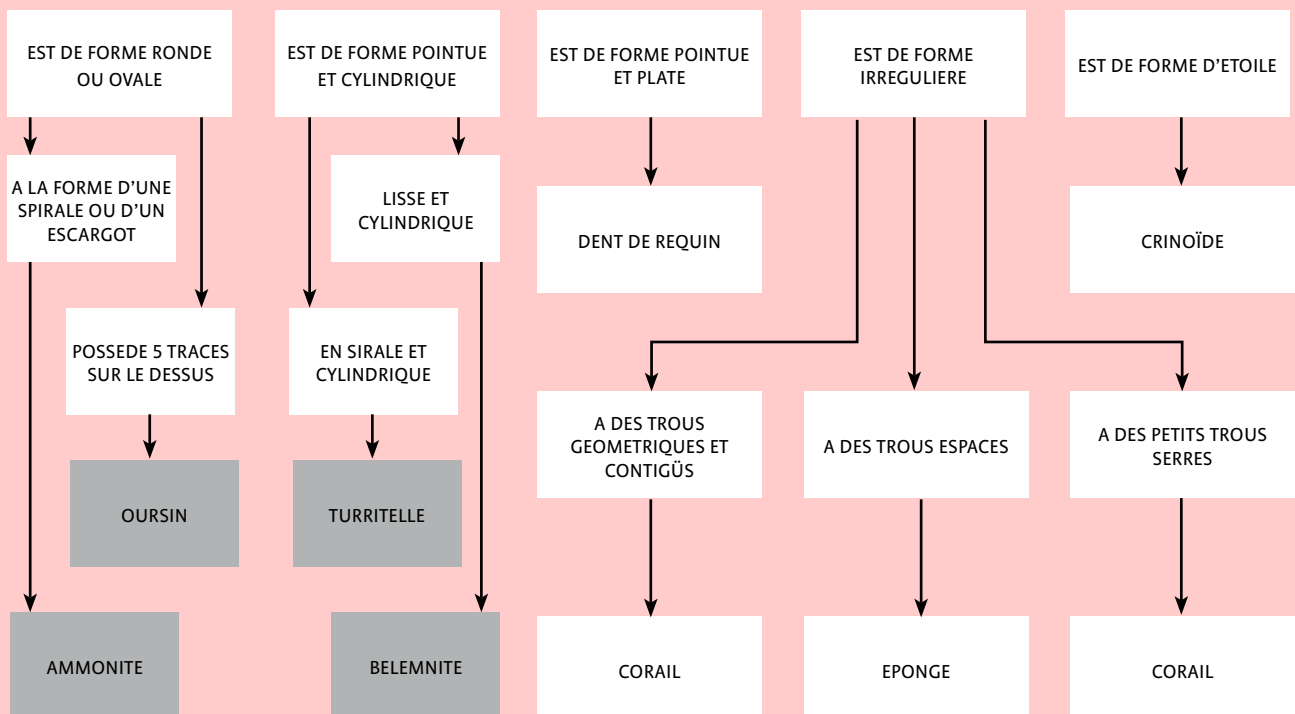 EST DE FORME RONDE
OU OVALE
EST DE FORME POINTUE
ET CYLINDRIQUE
EST DE FORME POINTUE
ET PLATE
EST DE FORME
IRREGULIERE
EST DE FORME D'ETOILE
A LA FORME D'UNE
SPIRALE OU D'UN
ESCARGOT
LISSE ET
CYLINDRIQUE
DENT DE REQUIN
CRINOÏDE
POSSEDE 5 TRACES
SUR LE DESSUS
EN SIRALE ET
CYLINDRIQUE
A DES TROUS
GEOMETRIQUES ET
CONTIGÜS
A DES TROUS ESPACES
A DES PETITS TROUS
SERRES
OURSIN
TURRITELLE
AMMONITE
BELEMNITE
CORAIL
EPONGE
CORAIL